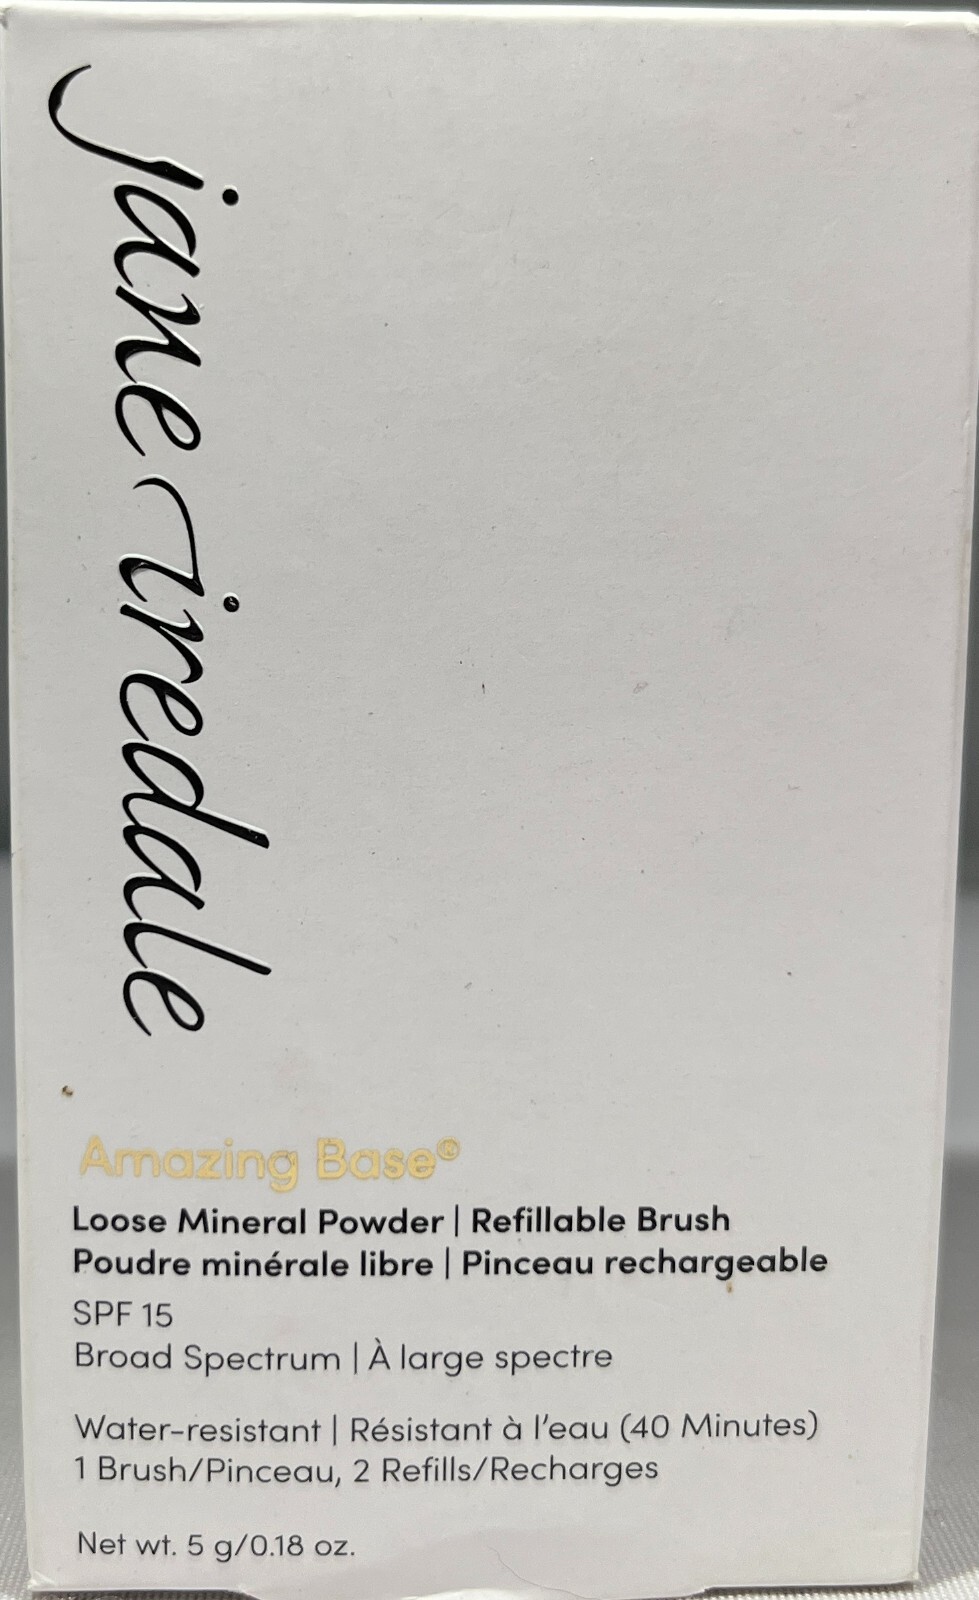 jane iredale
Amazing Base®
Loose Mineral Powder | Refillable Brush
Poudre minérale libre | Pinceau rechargeable
SPF 15
Broad Spectrum | À large spectre
Water-resistant | Résistant à l'eau (40 Minutes)
1 Brush/Pinceau, 2 Refills/Recharges
Net wt. 5 g/0.18 oz.